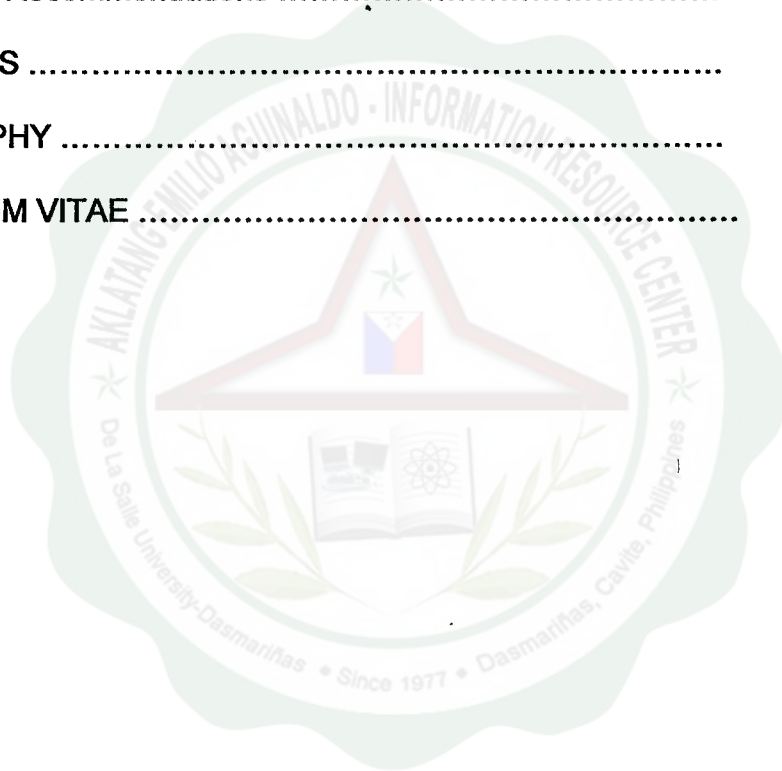 S ........................................................................
PHY ....................................................................
M VITAE .............................................................
AKLATANG EMILIO AGUINALDO - INFORMATION RESOURCE CENTER
De La Salle University-Dasmariñas • Since 1977 • Dasmariñas, Cavite, Philippines